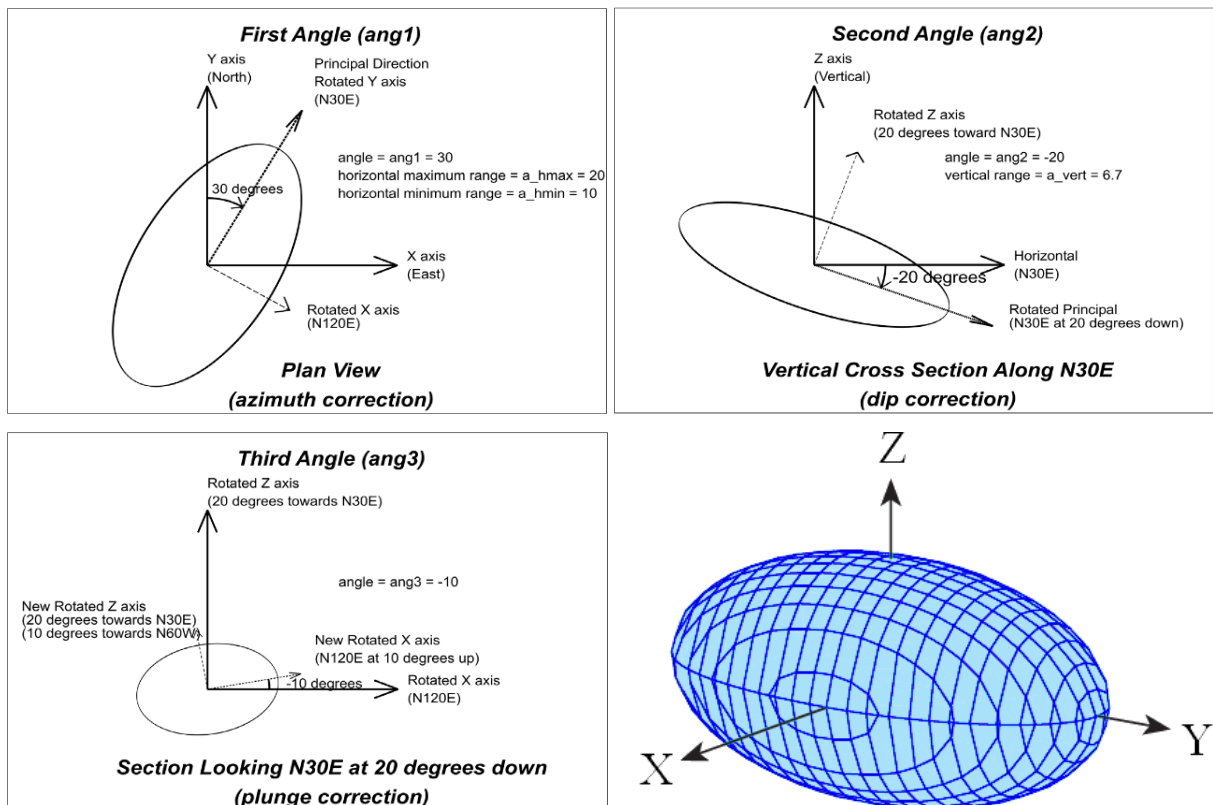 First Angle (ang1)
Y axis
(North)
Principal Direction
Rotated Y axis
(N30E)
angle = ang1 = 30
horizontal maximum range = a_hmax = 20
horizontal minimum range = a_hmin = 10
30 degrees
X axis
(East)
Rotated X axis
(N120E)
Plan View
(azimuth correction)
Second Angle (ang2)
Z axis
(Vertical)
Rotated Z axis
(20 degrees toward N30E)
angle = ang2 = -20
vertical range = a_vert = 6.7
Horizontal
(N30E)
-20 degrees
Rotated Principal
(N30E at 20 degrees down)
Vertical Cross Section Along N30E
(dip correction)
Third Angle (ang3)
Rotated Z axis
(20 degrees towards N30E)
angle = ang3 = -10
New Rotated Z axis
(20 degrees towards N30E)
(10 degrees towards N60W)
New Rotated X axis
(N120E at 10 degrees up)
-10 degrees
Rotated X axis
(N120E)
Section Looking N30E at 20 degrees down
(plunge correction)
Z
X
Y